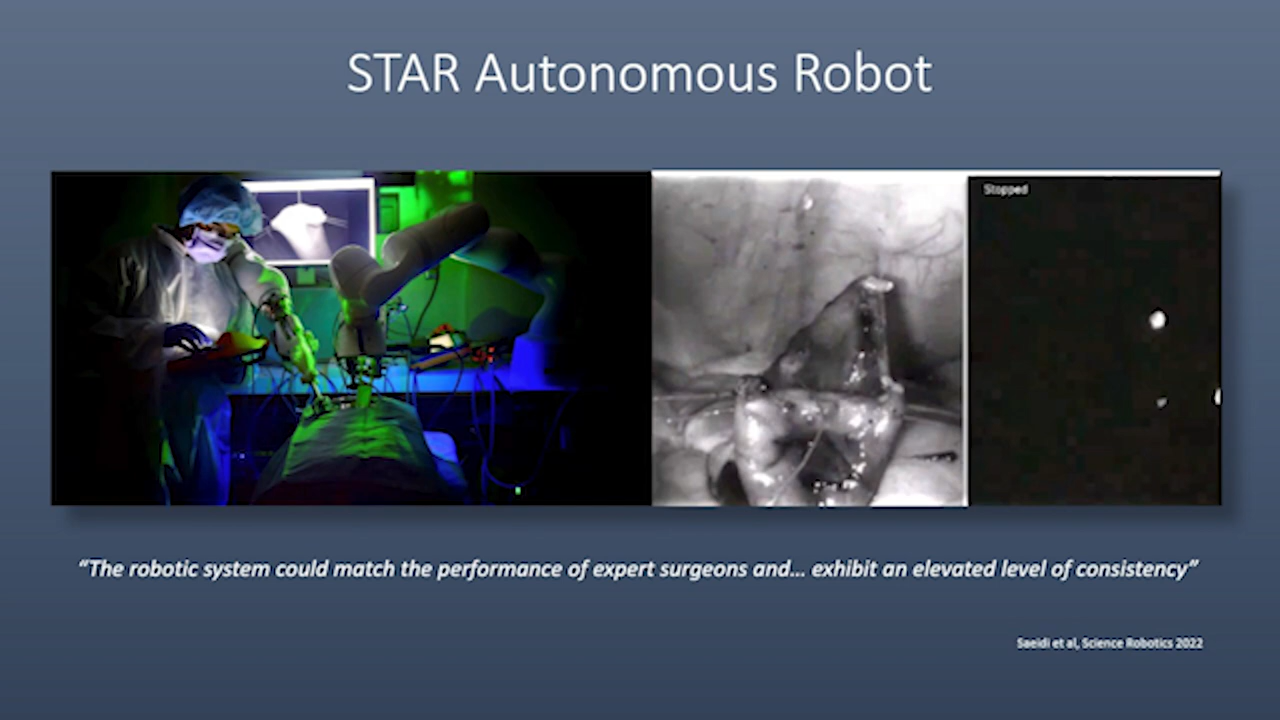 STAR Autonomous Robot
Stopped
“The robotic system could match the performance of expert surgeons and... exhibit an elevated level of consistency”
Saeidi et al, Science Robotics 2022